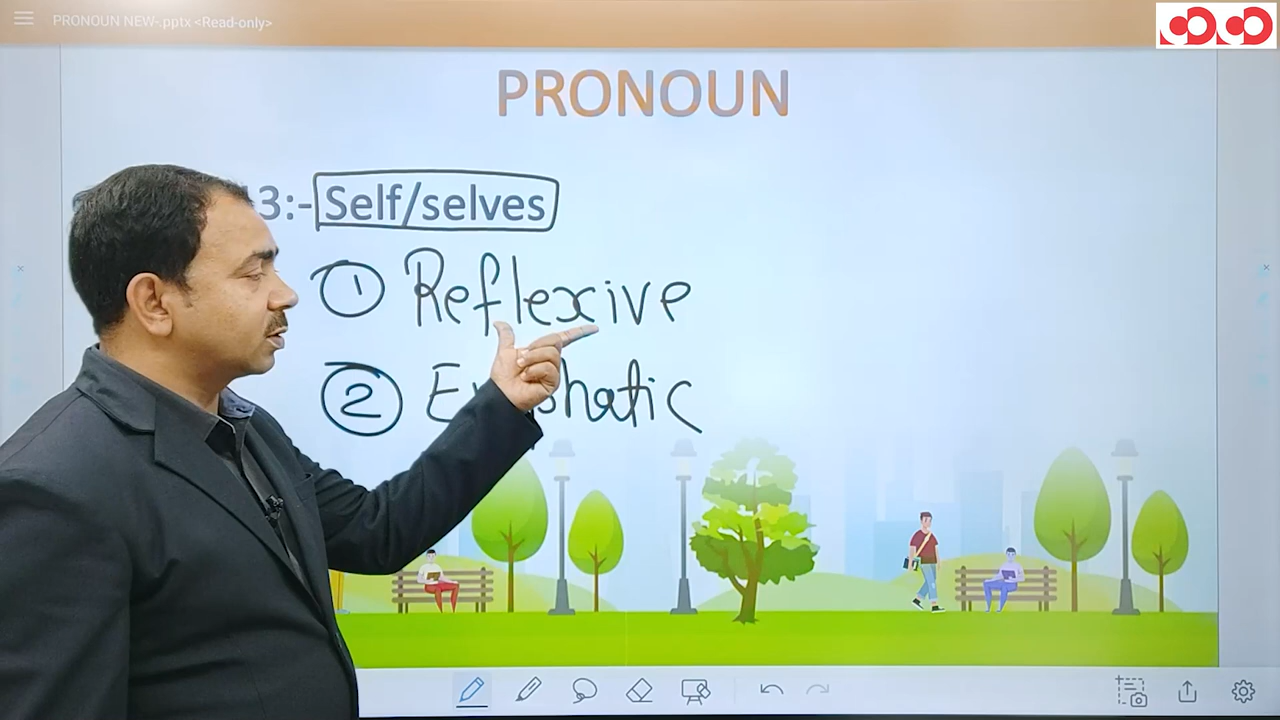 PRONOUN NEW-.pptx <Read-only>
PRONOUN
3:- Self/selves
① Reflexive
②